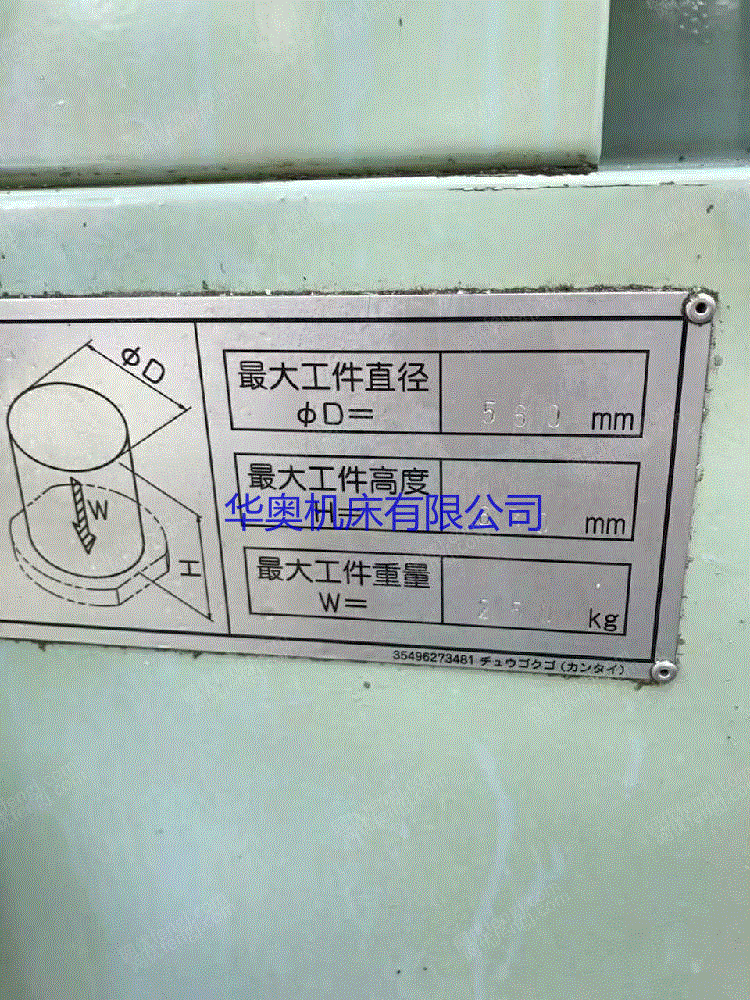 φD
W
H
最大工件直径
φD= 560 mm
最大工件高度
H= mm
华奥机床有限公司
最大工件重量
W= kg
35496273481 チュウゴクゴ(カンタイ)